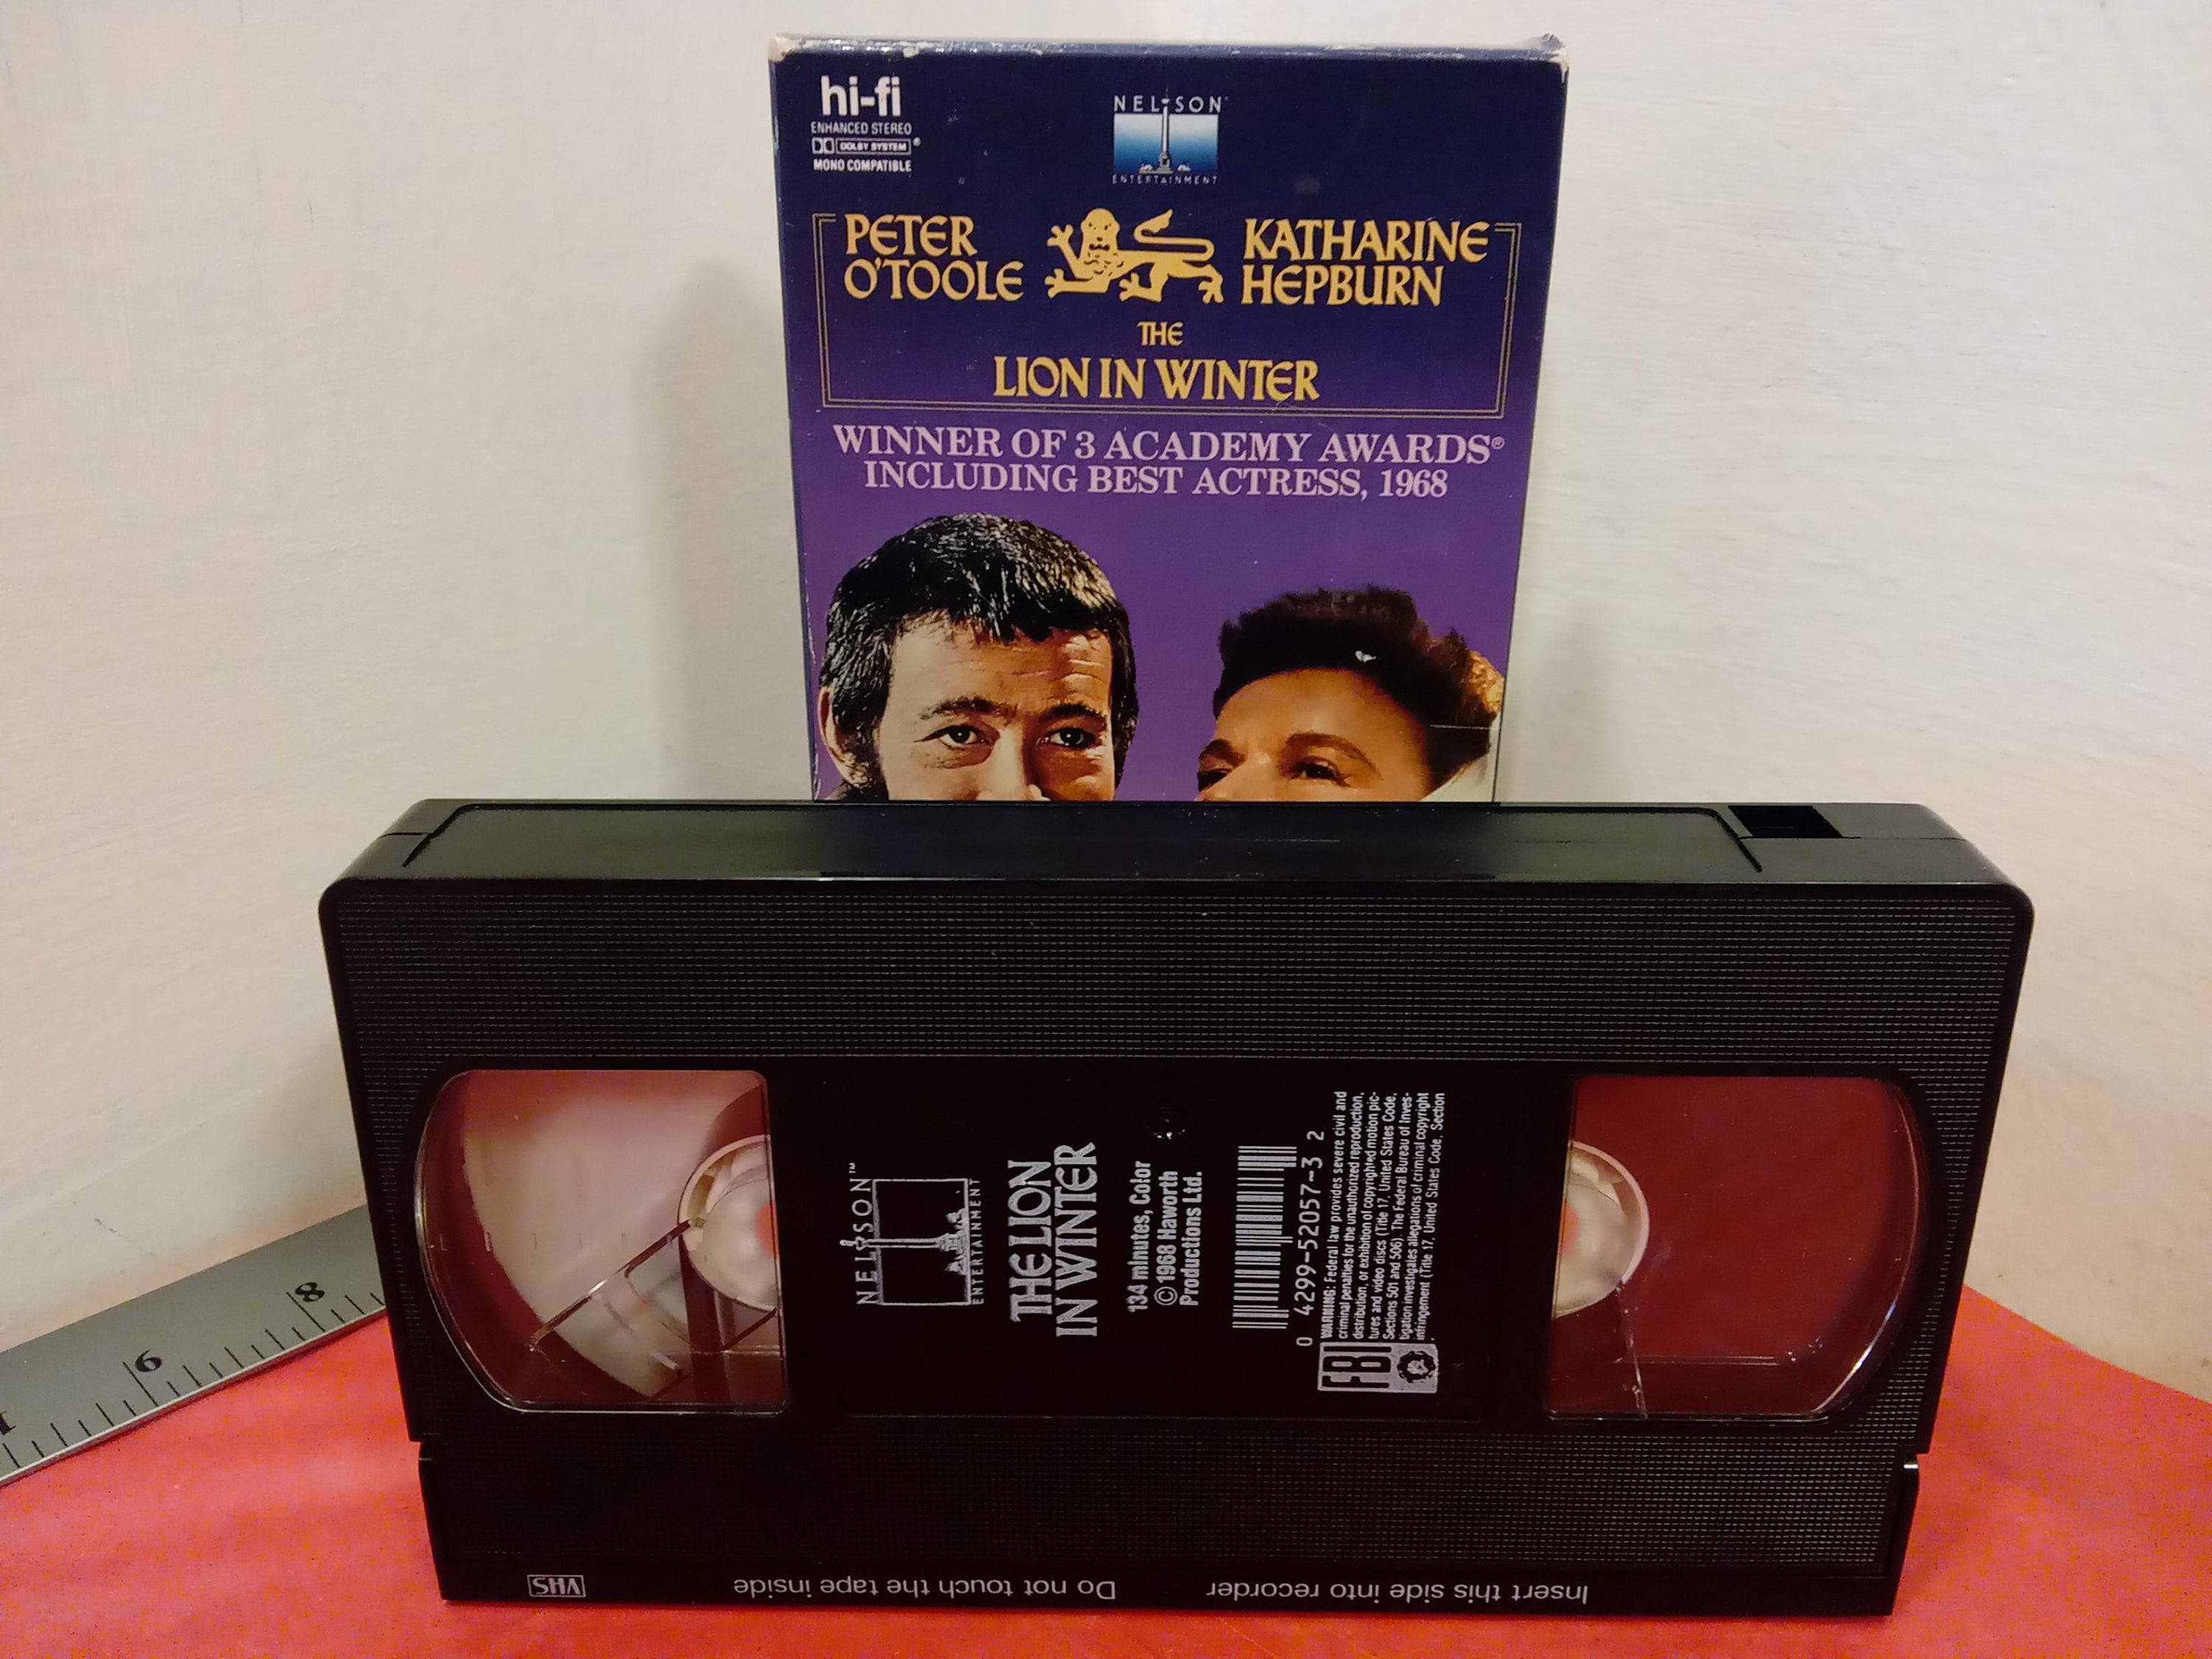 hi-fi
ENHANCED STEREO
DOLBY SYSTEM®
MONO COMPATIBLE
NELSON
ENTERTAINMENT
PETER
O'TOOLE
KATHARINE
HEPBURN
THE
LION IN WINTER
WINNER OF 3 ACADEMY AWARDS®
INCLUDING BEST ACTRESS, 1968
NELSON™
ENTERTAINMENT
THE LION
IN WINTER
134 minutes, Color
© 1968 Haworth
Productions Ltd.
0 4299-52057-3 2
FBI
WARNING: Federal law provides severe civil and
criminal penalties for the unauthorized reproduction,
distribution, or exhibition of copyrighted motion pic-
tures and video discs (Title 17, United States Code,
Sections 501 and 506). The Federal Bureau of Inves-
tigation investigates allegations of criminal copyright
infringement (Title 17, United States Code, Section
8
9
VHS
Do not touch the tape inside
Insert this side into recorder